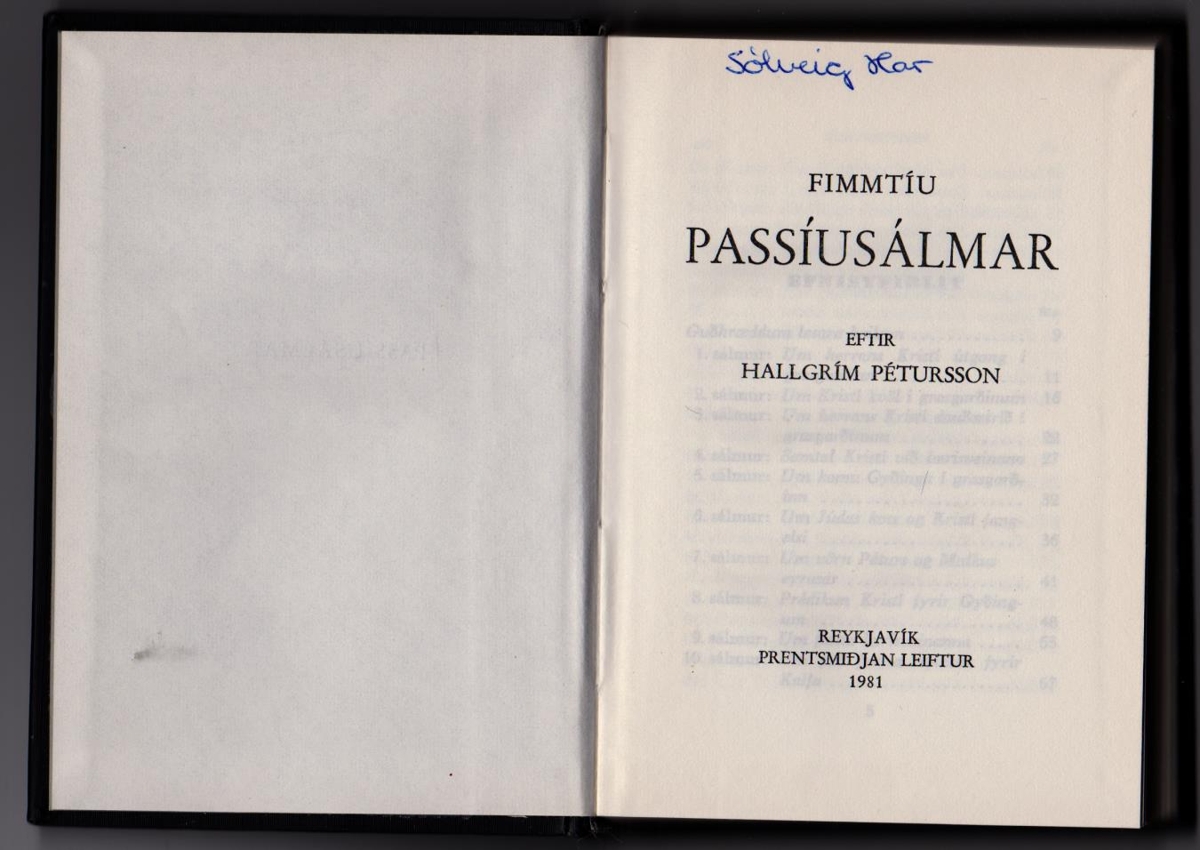 Sólveig Har
FIMMTÍU
PASSÍUSÁLMAR
EFTIR
HALLGRÍM PÉTURSSON
REYKJAVÍK
PRENTSMIÐJAN LEIFTUR
1981